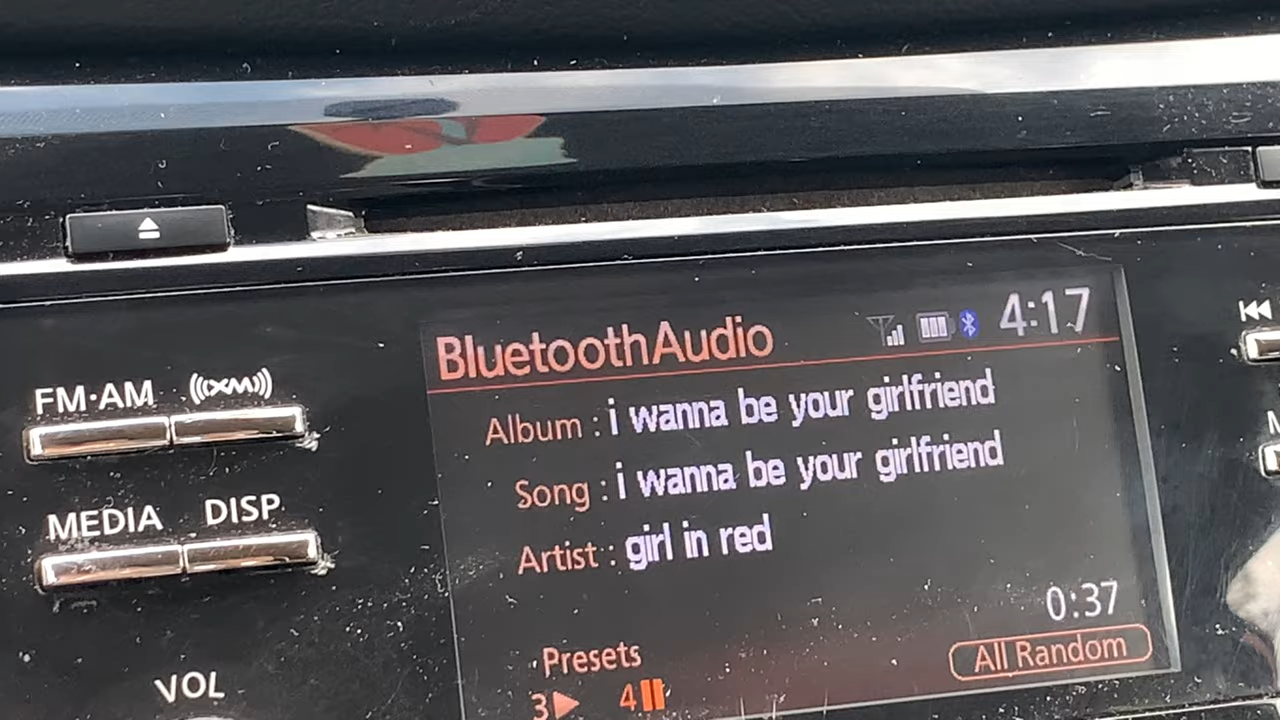 BluetoothAudio 4:17
FM·AM XM
Album : i wanna be your girlfriend
Song : i wanna be your girlfriend
MEDIA DISP
Artist : girl in red
0:37
Presets
All Random
VOL
3 4